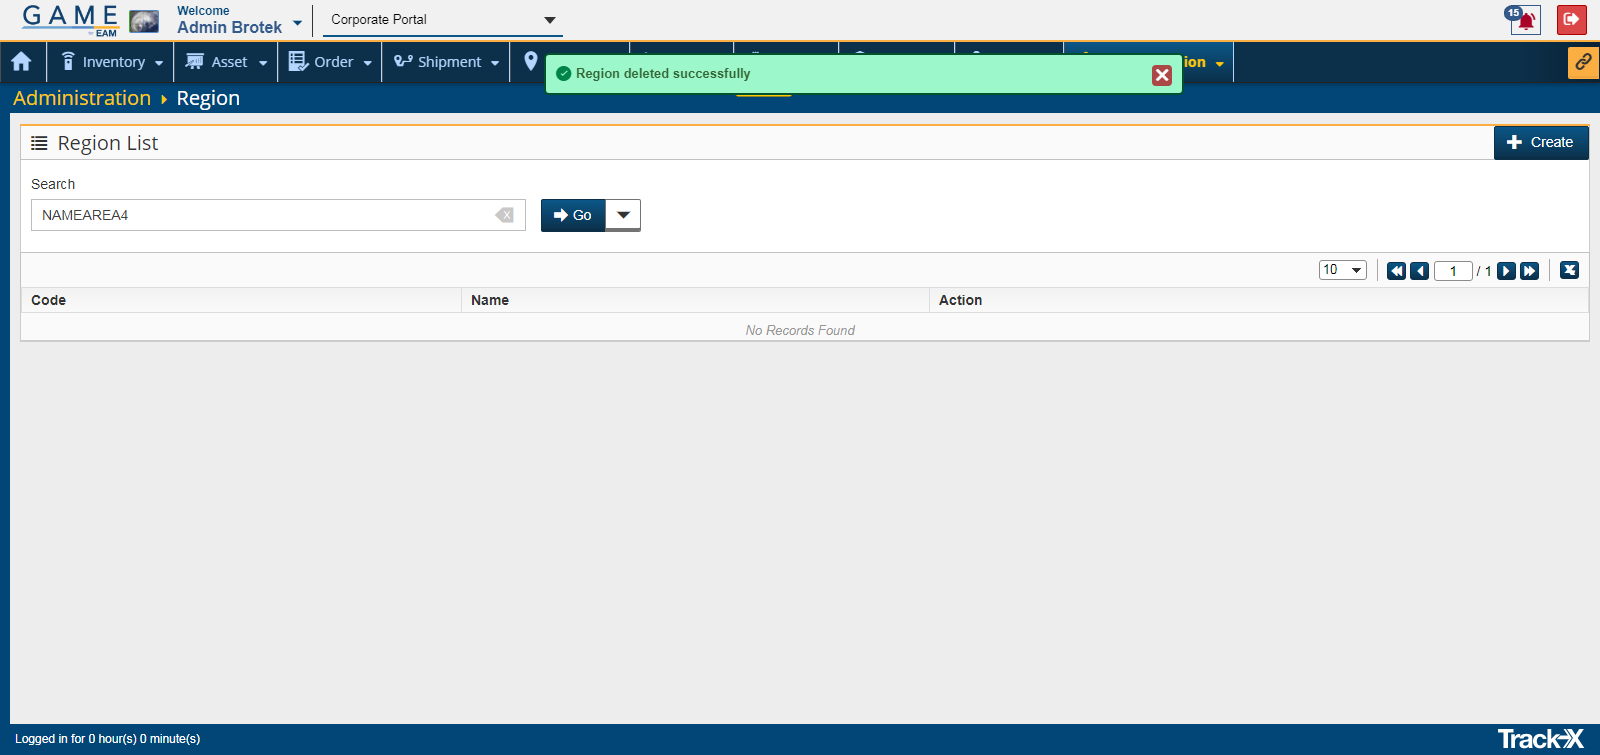 GAME
by EAM
Welcome
Admin Brotek
Corporate Portal
15
Inventory
Asset
Order
Shipment
ion
Region deleted successfully
Administration
Region
Region List
Create
Search
NAMEAREA4
X
Go
10
1
/ 1
Code
Name
Action
No Records Found
Logged in for 0 hour(s) 0 minute(s)
Track-X